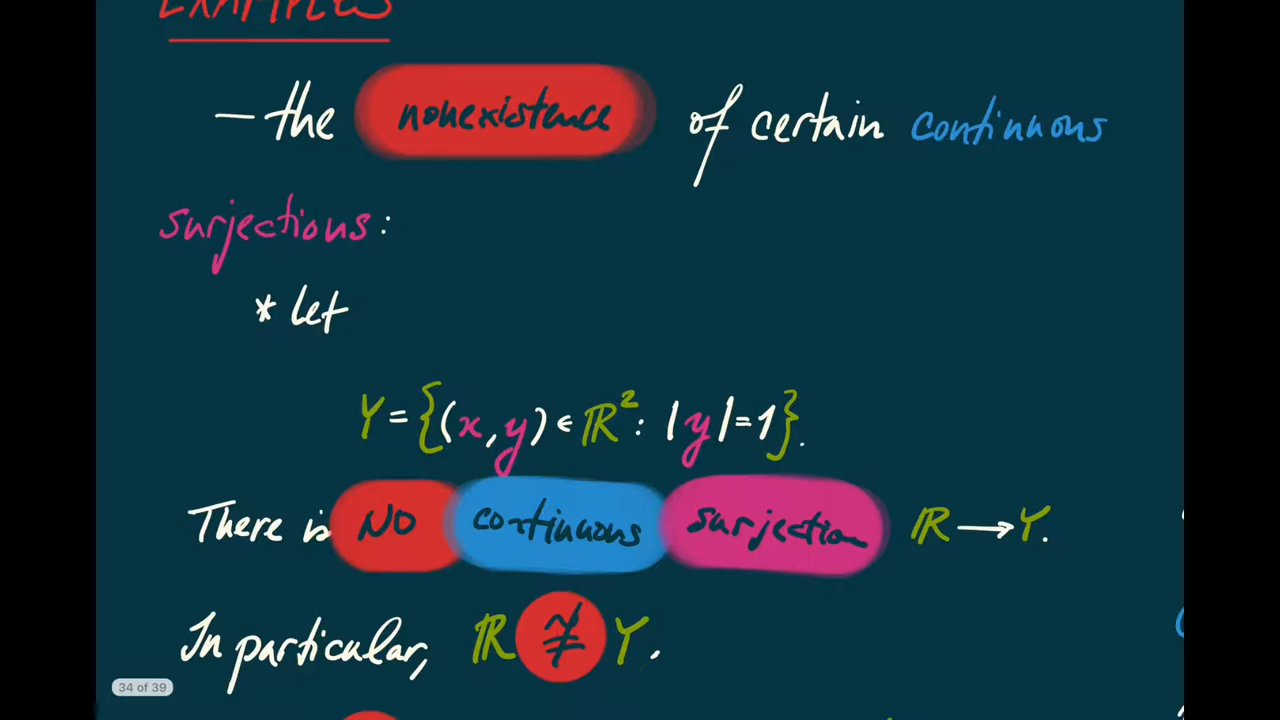 EXAMPLES
— the nonexistence of certain continuous
surjections:
* let
Y = {(x, y) ∈ ℝ²: |y| = 1}.
There is NO continuous surjection ℝ → Y.
In particular, ℝ ≇ Y.
34 of 39